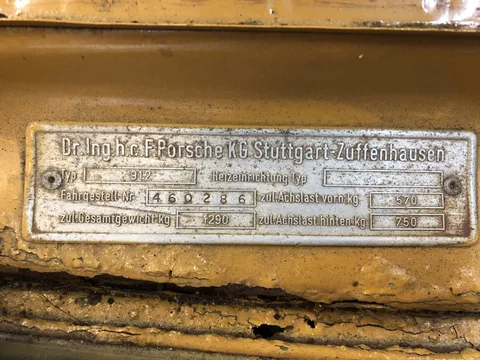 Dr. Ing. h. c. F. Porsche KG Stuttgart-Zuffenhausen
Typ 912 Heizeinrichtung Typ
Fahrgestell-Nr 460286 zul. Achslast vorn kg 570
zul. Gesamtgewicht kg 1290 zul. Achslast hinten kg 750